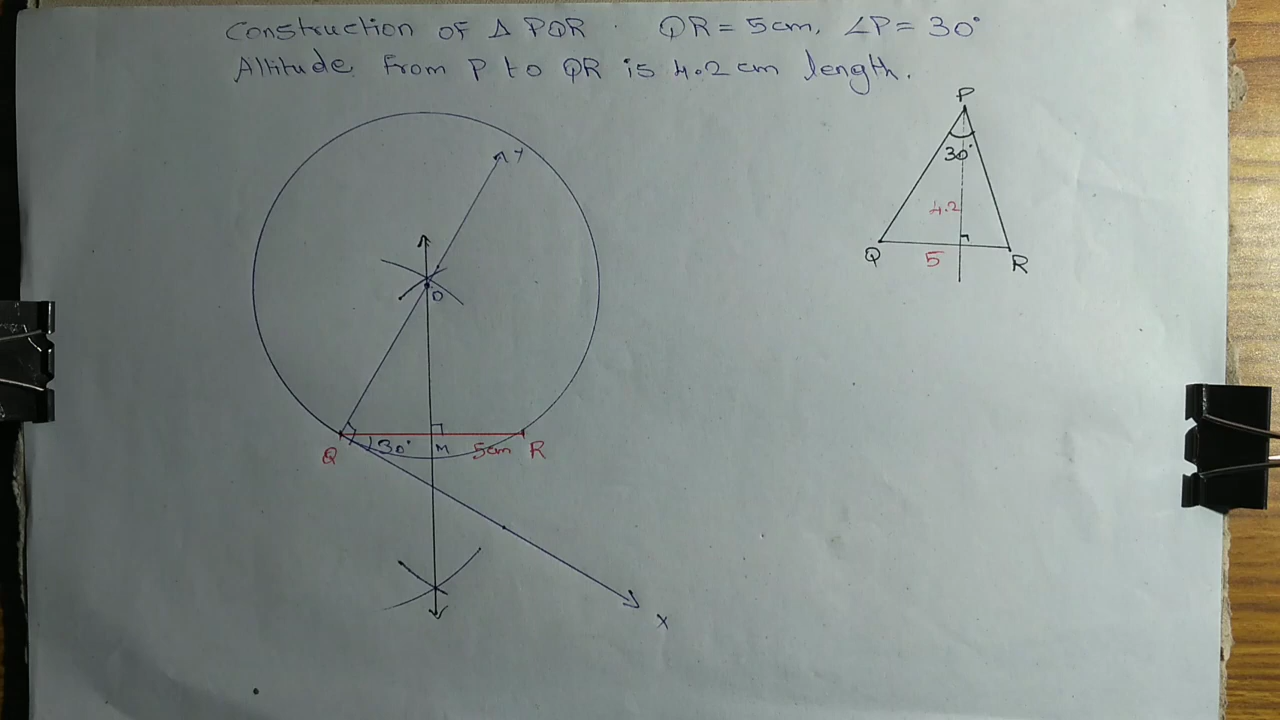 Construction of Δ PQR. QR = 5cm, ∠P = 30°
Altitude from P to QR is 4.2 cm length.
P
30°
4.2
Q 5 R
Y
O
30° M 5cm R
Q
X